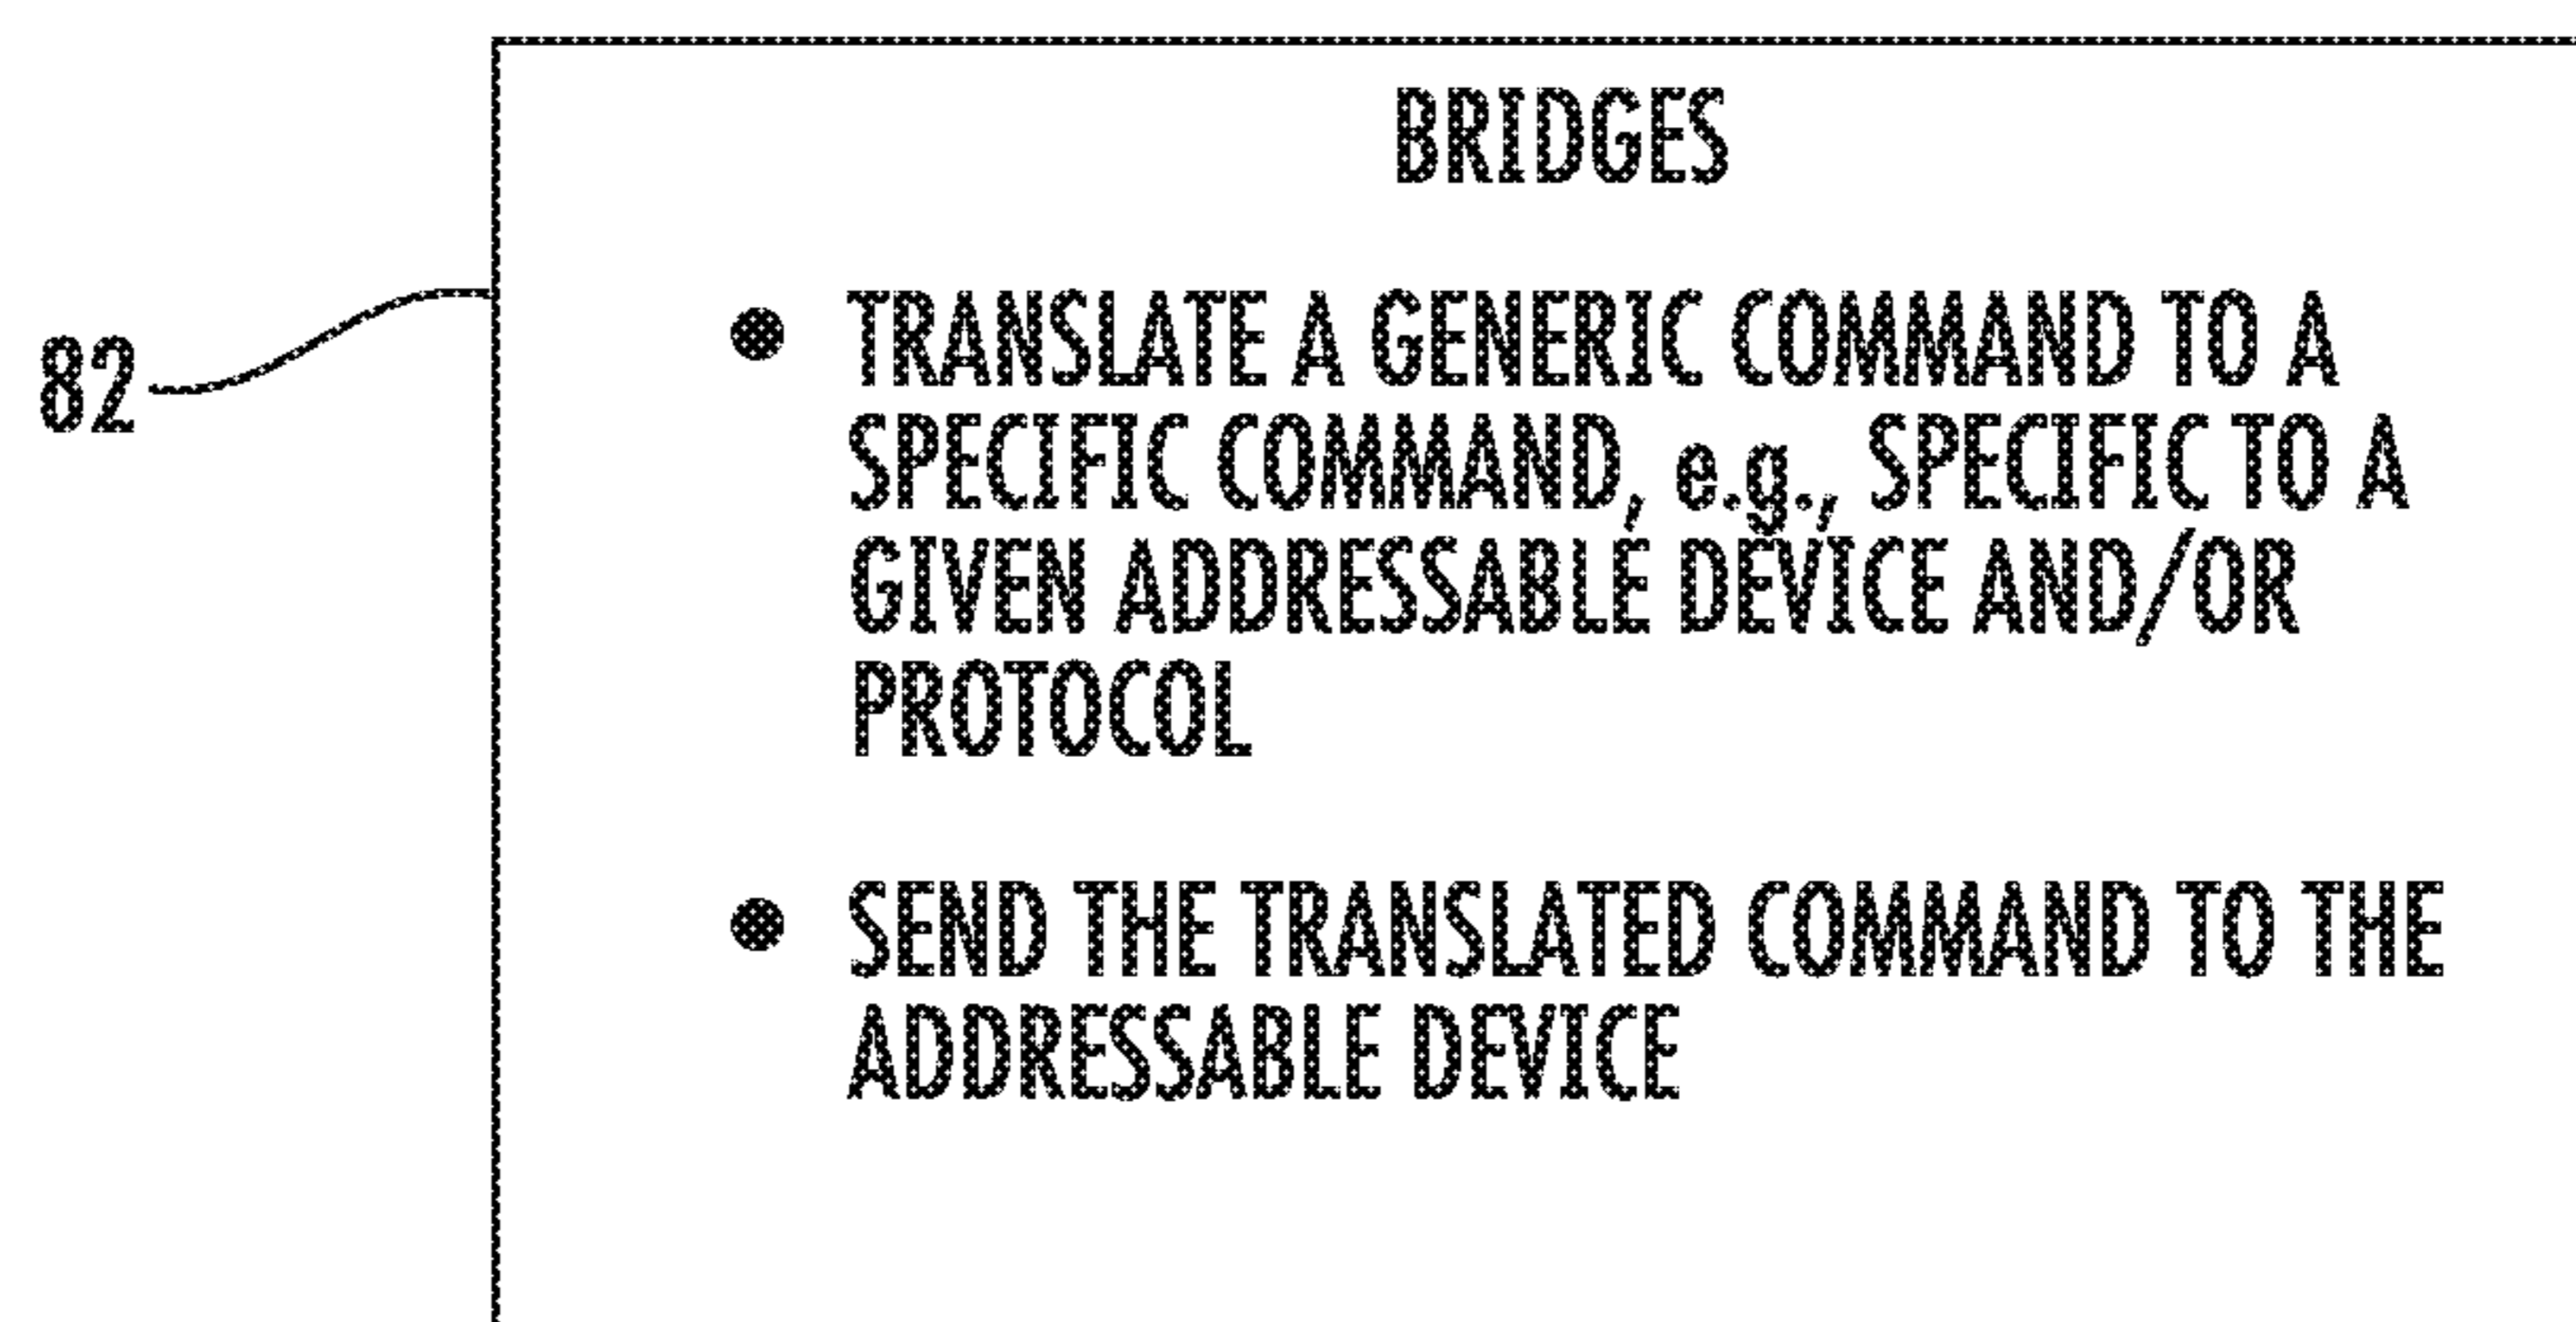 BRIDGES
• TRANSLATE A GENERIC COMMAND TO A
SPECIFIC COMMAND, e.g., SPECIFIC TO A
GIVEN ADDRESSABLE DEVICE AND/OR
PROTOCOL
82
• SEND THE TRANSLATED COMMAND TO THE
ADDRESSABLE DEVICE